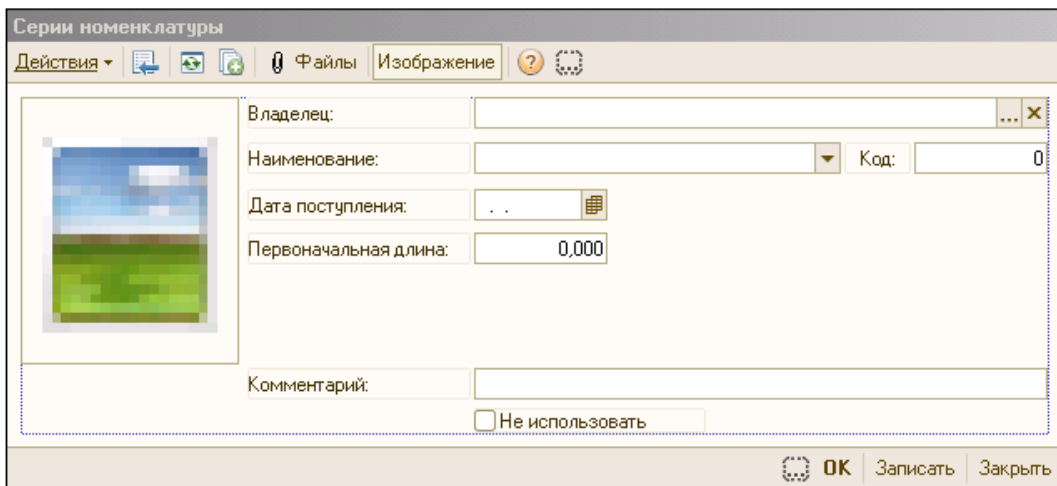 Серии номенклатуры
Действия Файлы Изображение ?
Владелец: ... ×
Наименование: Код: 0
Дата поступления: . .
Первоначальная длина: 0,000
Комментарий:
Не использовать
OK Записать Закрыть